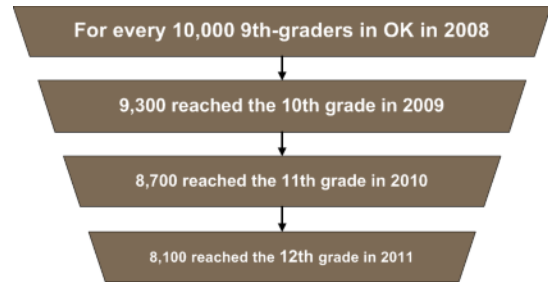 For every 10,000 9th-graders in OK in 2008
9,300 reached the 10th grade in 2009
8,700 reached the 11th grade in 2010
8,100 reached the 12th grade in 2011